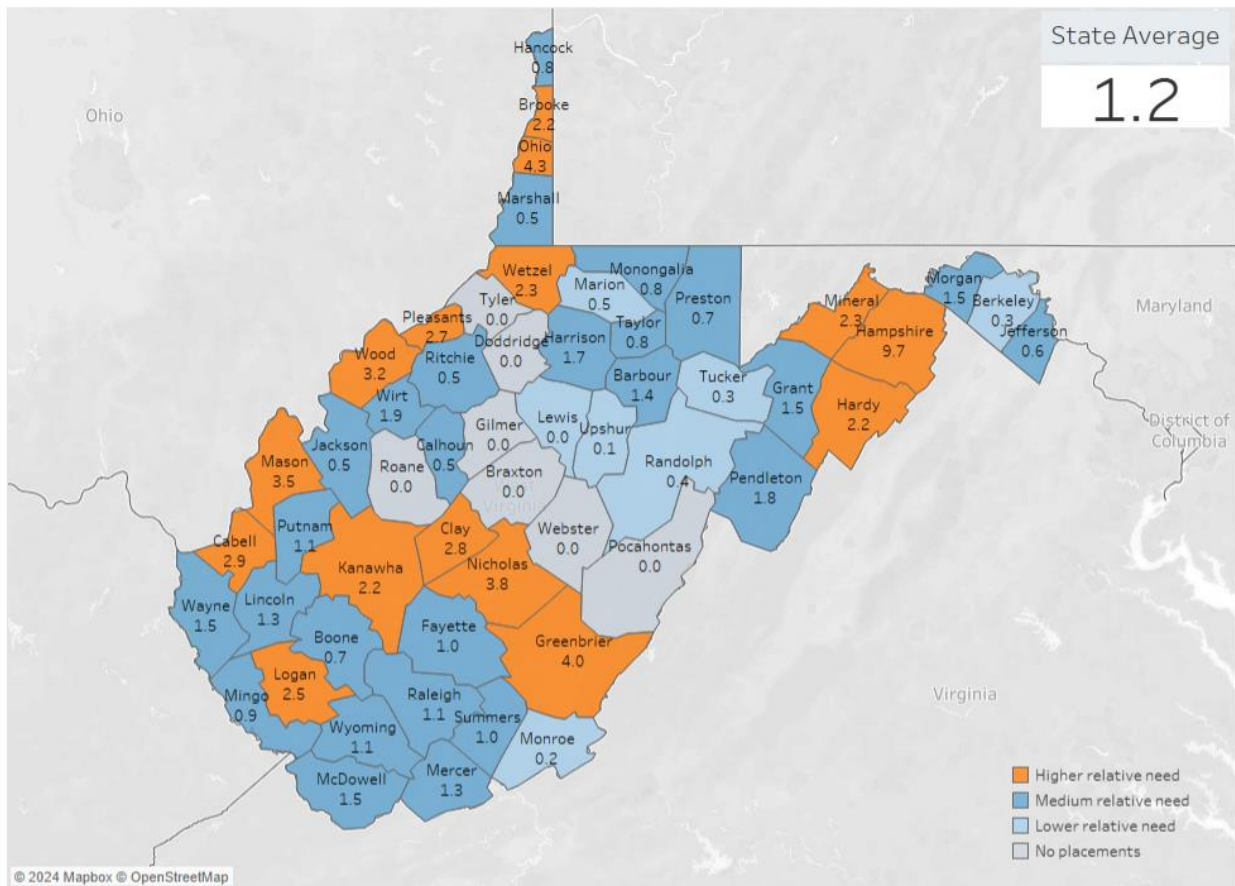 State Average
1.2
Hancock
0.8
Ohio
Brooke
2.2
Ohio
4.3
Marshall
0.5
Wetzel
2.3
Monongalia
0.8
Marion
0.5
Preston
0.7
Tyler
0.0
Pleasants
2.7
Doddridge
0.0
Harrison
1.7
Taylor
0.8
Mineral
2.3
Hampshire
9.7
Morgan
1.5
Berkeley
0.3
Jefferson
0.6
Maryland
Wood
3.2
Ritchie
0.5
Wirt
1.9
Barbour
1.4
Tucker
0.3
Grant
1.5
Hardy
2.2
District of
Columbia
Mason
3.5
Jackson
0.5
Roane
0.0
Calhoun
0.5
Gilmer
0.0
Lewis
0.0
Upshur
0.1
Randolph
0.4
Pendleton
1.8
Braxton
0.0
Virginia
Webster
0.0
Pocahontas
0.0
Cabell
2.9
Putnam
1.1
Kanawha
2.2
Clay
2.8
Nicholas
3.8
Wayne
1.5
Lincoln
1.3
Boone
0.7
Fayette
1.0
Greenbrier
4.0
Logan
2.5
Mingo
0.9
Raleigh
1.1
Summers
1.0
Wyoming
1.1
Monroe
0.2
McDowell
1.5
Mercer
1.3
Virginia
Higher relative need
Medium relative need
Lower relative need
No placements
© 2024 Mapbox © OpenStreetMap